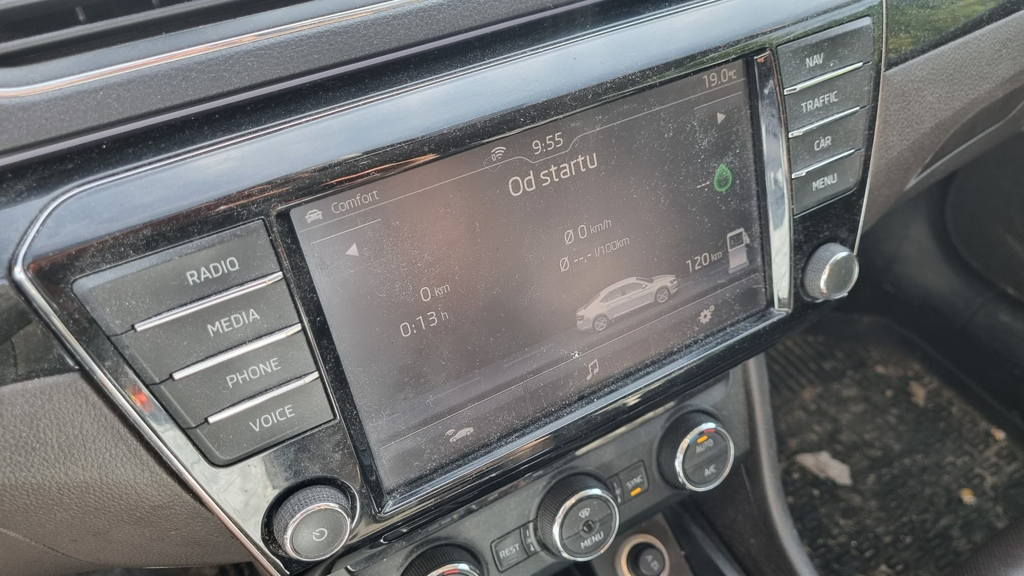 19.0°C
9:55
Comfort
Od startu
Ø 0 km/h
Ø --.- l/100km
0 km
0:13 h
120 km
RADIO
MEDIA
PHONE
VOICE
NAV
TRAFFIC
CAR
MENU
AUTO
A/C
SYNC
REST
MENU